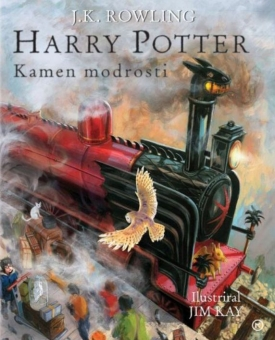 J.K. ROWLING
HARRY POTTER
Kamen modrosti
Ilustriral
JIM KAY